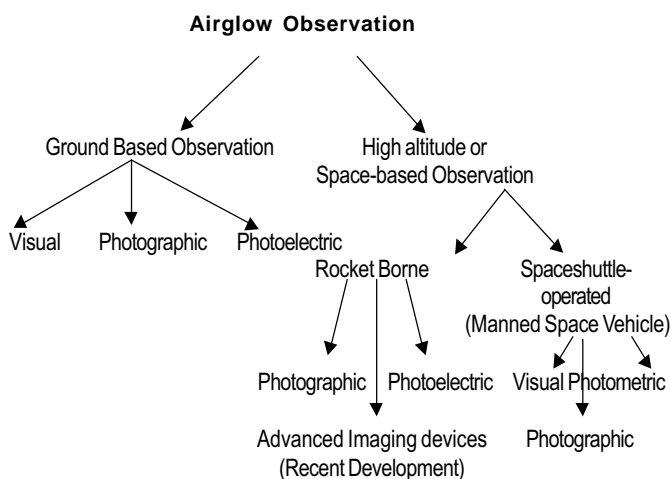 Airglow Observation
Ground Based Observation
High altitude or
Space-based Observation
Visual
Photographic
Photoelectric
Rocket Borne
Spaceshuttle-
operated
(Manned Space Vehicle)
Photographic
Photoelectric
Visual
Photometric
Advanced Imaging devices
(Recent Development)
Photographic